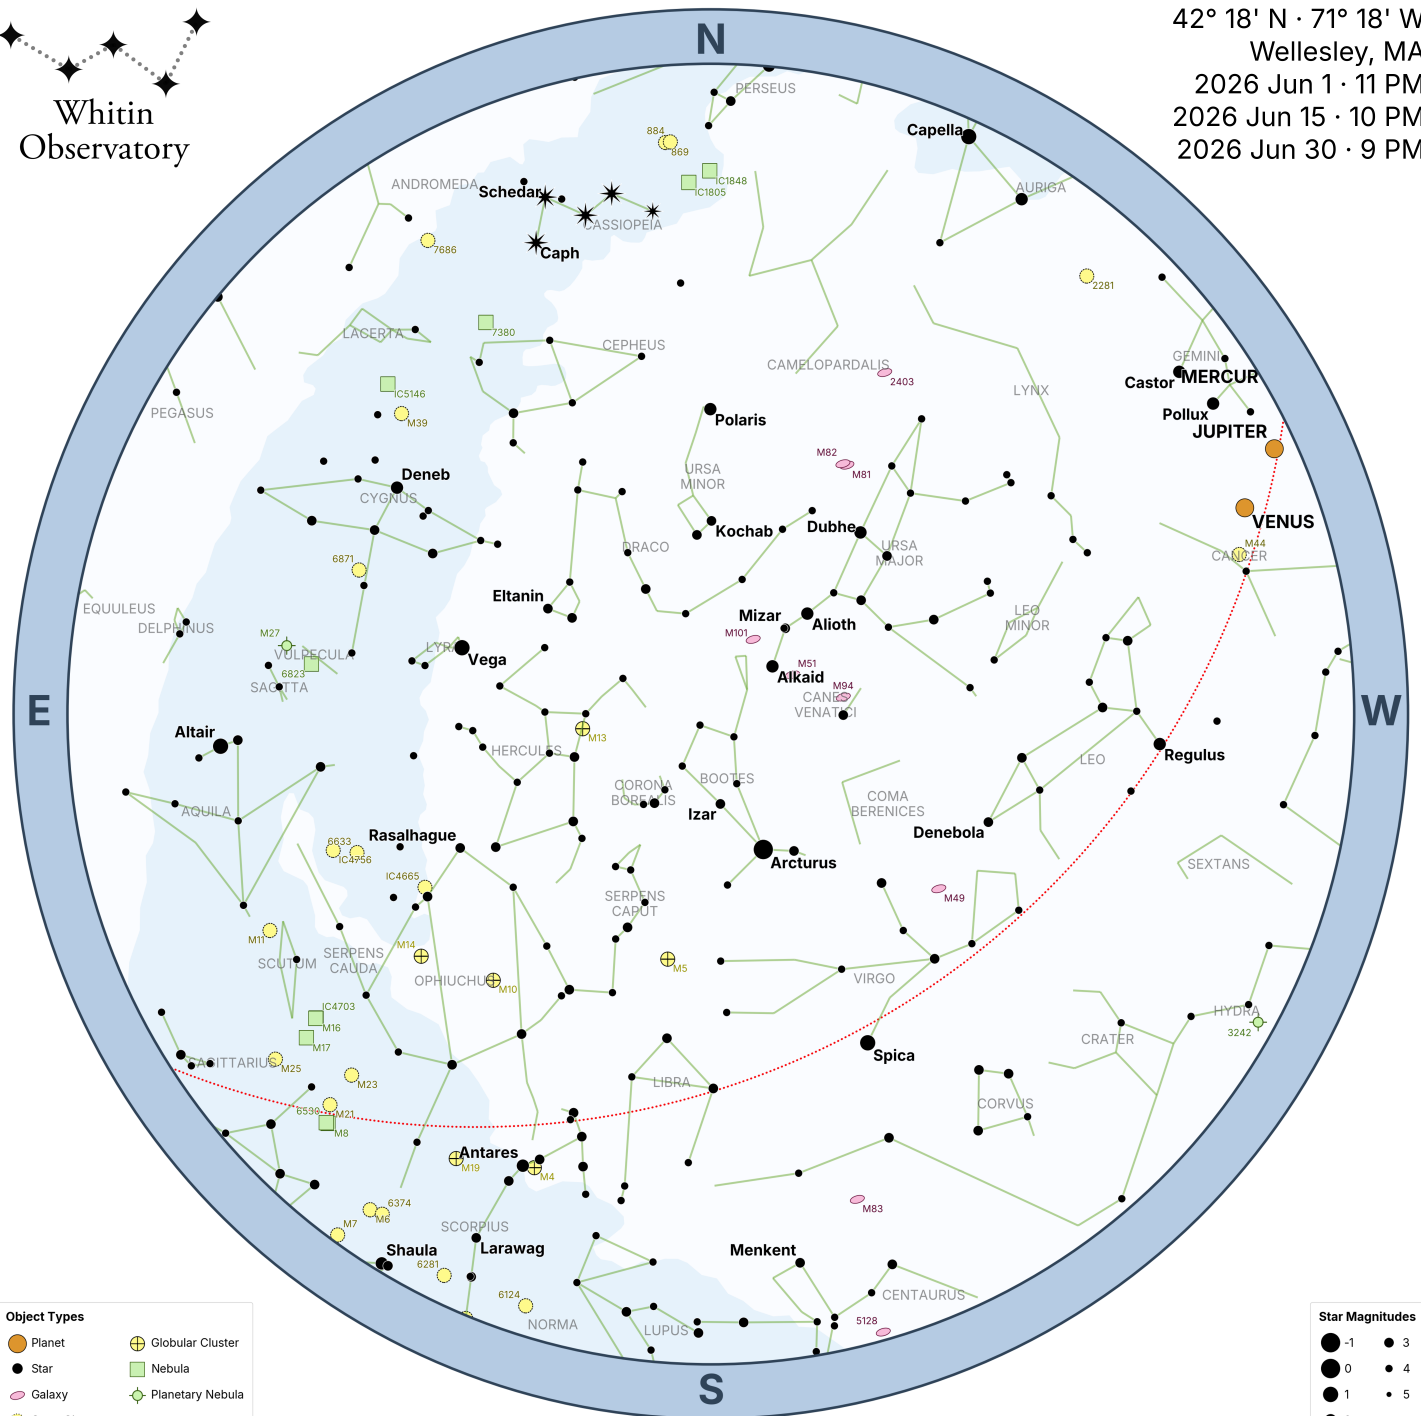 N
42° 18' N · 71° 18' W
Wellesley, MA
2026 Jun 1 · 11 PM
2026 Jun 15 · 10 PM
2026 Jun 30 · 9 PM
Whitin
Observatory
PERSEUS
884
869
Capella
IC1848
IC1805
ANDROMEDA
Schedar
AURIGA
CASSIOPEIA
7686
Caph
2281
LACERTA
7380
CEPHEUS
CAMELOPARDALIS
2403
GEMINI
Castor
MERCUR
LYNX
IC5146
PEGASUS
M39
Polaris
Pollux
JUPITER
M82
M81
Deneb
CYGNUS
URSA
MINOR
VENUS
Kochab
Dubhe
DRACO
URSA
MAJOR
M44
CANCER
6871
Eltanin
EQUULEUS
DELPHINUS
Mizar
Alioth
LEO
MINOR
M27
VULPECULA
6823
LYRA
Vega
M101
M51
Alkaid
SAGITTA
M94
CANES
VENATICI
E
W
Altair
M13
HERCULES
Regulus
LEO
CORONA
BOREALIS
BOOTES
COMA
BERENICES
AQUILA
Izar
Denebola
6633
IC4756
Rasalhague
Arcturus
SEXTANS
IC4665
SERPENS
CAPUT
M49
M11
M14
SCUTUM
SERPENS
CAUDA
M5
OPHIUCHUS
M10
VIRGO
IC4703
M16
M17
HYDRA
3242
CRATER
Spica
SAGITTARIUS
M25
M23
LIBRA
6530
M21
M8
CORVUS
Antares
M19
M4
6374
M6
M7
M83
SCORPIUS
Shaula
Larawag
Menkent
6281
6124
CENTAURUS
NORMA
LUPUS
5128
S
Object Types
Planet
Globular Cluster
Star
Nebula
Galaxy
Planetary Nebula
Star Magnitudes
-1
3
0
4
1
5